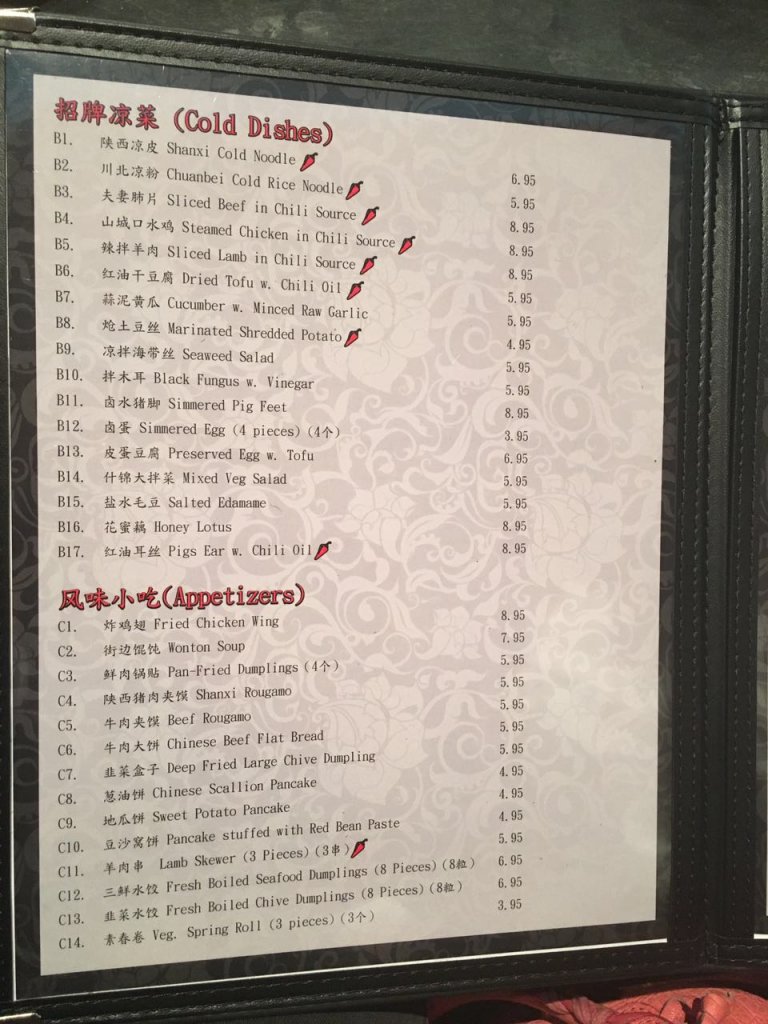 招牌凉菜 (Cold Dishes)
B1. 陕西凉皮 Shanxi Cold Noodle 6.95
B2. 川北凉粉 Chuanbei Cold Rice Noodle 5.95
B3. 夫妻肺片 Sliced Beef in Chili Source 8.95
B4. 山城口水鸡 Steamed Chicken in Chili Source 8.95
B5. 辣拌羊肉 Sliced Lamb in Chili Source 8.95
B6. 红油干豆腐 Dried Tofu w. Chili Oil 5.95
B7. 蒜泥黄瓜 Cucumber w. Minced Raw Garlic 5.95
B8. 炝土豆丝 Marinated Shredded Potato 4.95
B9. 凉拌海带丝 Seaweed Salad 5.95
B10. 拌木耳 Black Fungus w. Vinegar 5.95
B11. 卤水猪脚 Simmered Pig Feet 8.95
B12. 卤蛋 Simmered Egg (4 pieces) (4个) 3.95
B13. 皮蛋豆腐 Preserved Egg w. Tofu 6.95
B14. 什锦大拌菜 Mixed Veg Salad 5.95
B15. 盐水毛豆 Salted Edamame 5.95
B16. 花蜜藕 Honey Lotus 8.95
B17. 红油耳丝 Pigs Ear w. Chili Oil 8.95
风味小吃(Appetizers)
C1. 炸鸡翅 Fried Chicken Wing 8.95
C2. 街边馄饨 Wonton Soup 7.95
C3. 鲜肉锅贴 Pan-Fried Dumplings (4个) 5.95
C4. 陕西猪肉夹馍 Shanxi Rougamo 5.95
C5. 牛肉夹馍 Beef Rougamo 5.95
C6. 牛肉大饼 Chinese Beef Flat Bread 5.95
C7. 韭菜盒子 Deep Fried Large Chive Dumpling 5.95
C8. 葱油饼 Chinese Scallion Pancake 4.95
C9. 地瓜饼 Sweet Potato Pancake 4.95
C10. 豆沙窝饼 Pancake stuffed with Red Bean Paste 4.95
C11. 羊肉串 Lamb Skewer (3 Pieces) (3串) 5.95
C12. 三鲜水饺 Fresh Boiled Seafood Dumplings (8 Pieces) (8粒) 6.95
C13. 韭菜水饺 Fresh Boiled Chive Dumplings (8 Pieces) (8粒) 6.95
C14. 素春卷 Veg. Spring Roll (3 pieces) (3个) 3.95